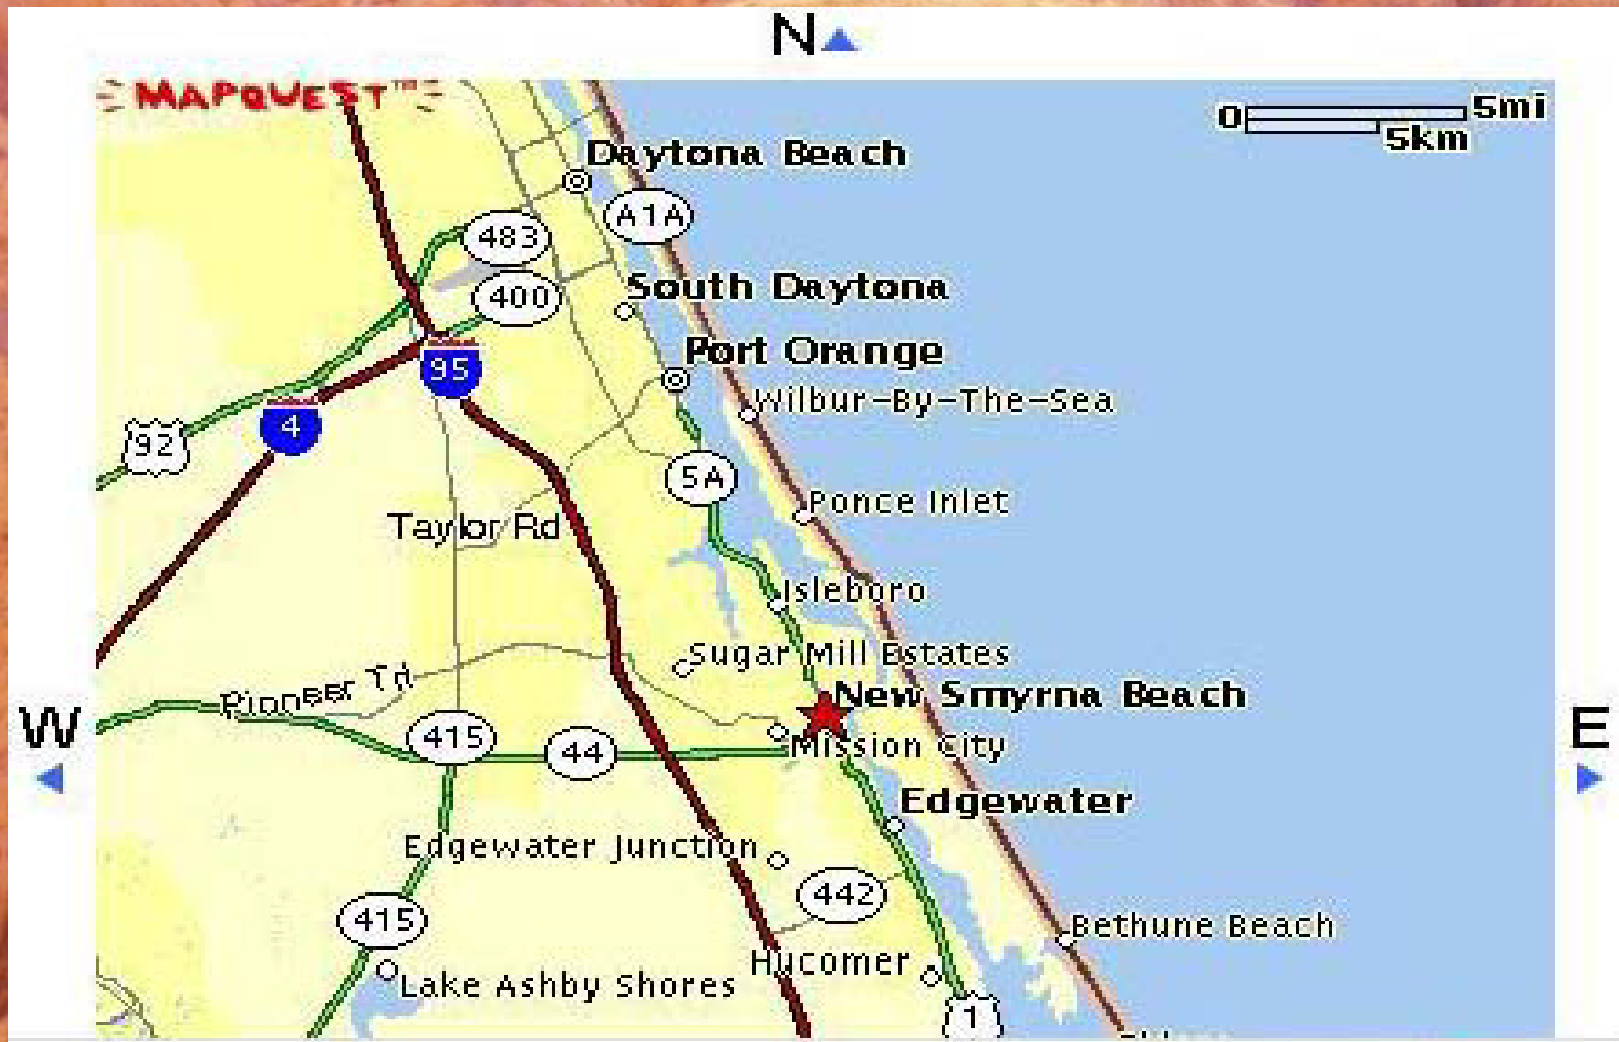 N
MAPQUEST™
0 5mi
5km
Daytona Beach
A1A
483
South Daytona
400
Port Orange
95
Wilbur-By-The-Sea
4
92
5A
Ponce Inlet
Taylor Rd
Isleboro
Sugar Mill Estates
Pioneer Trl
New Smyrna Beach
W
E
415
44
Mission City
Edgewater
Edgewater Junction
442
415
Bethune Beach
Hucomer
Lake Ashby Shores
1